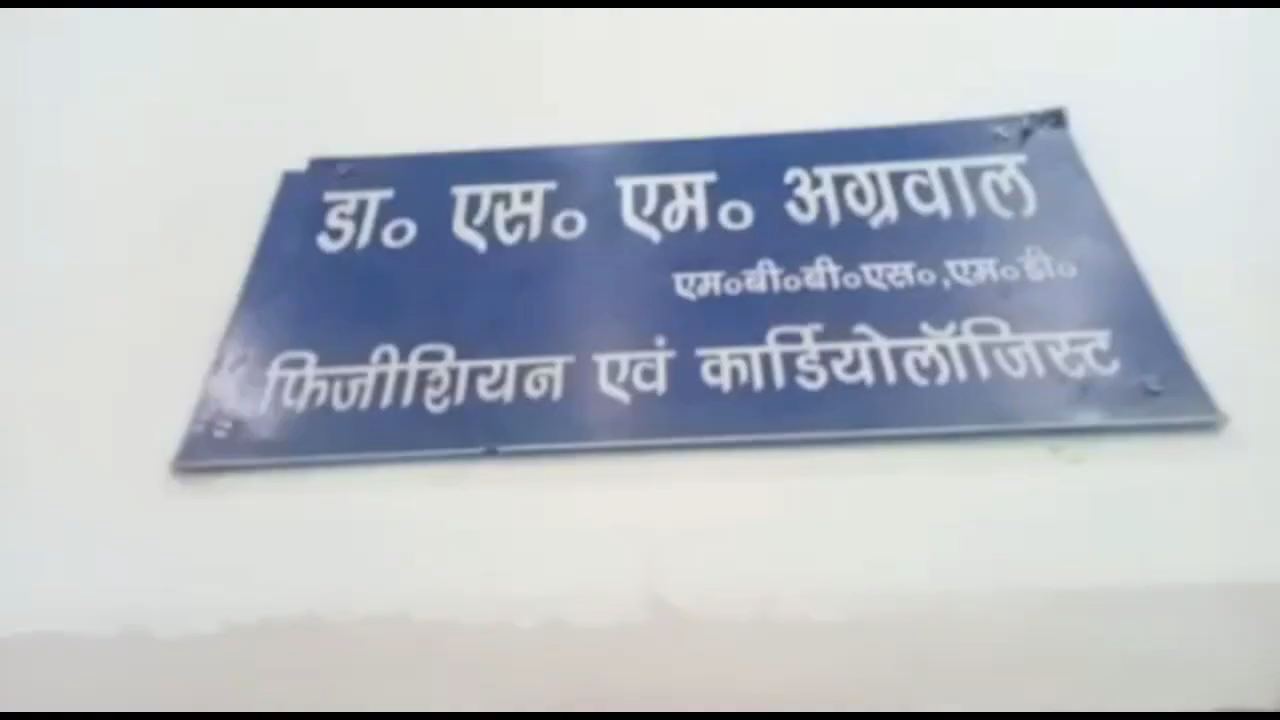 डा० एस० एम० अग्रवाल
एम०बी०बी०एस०,एम०डी०
फिजीशियन एवं कार्डियोलॉजिस्ट